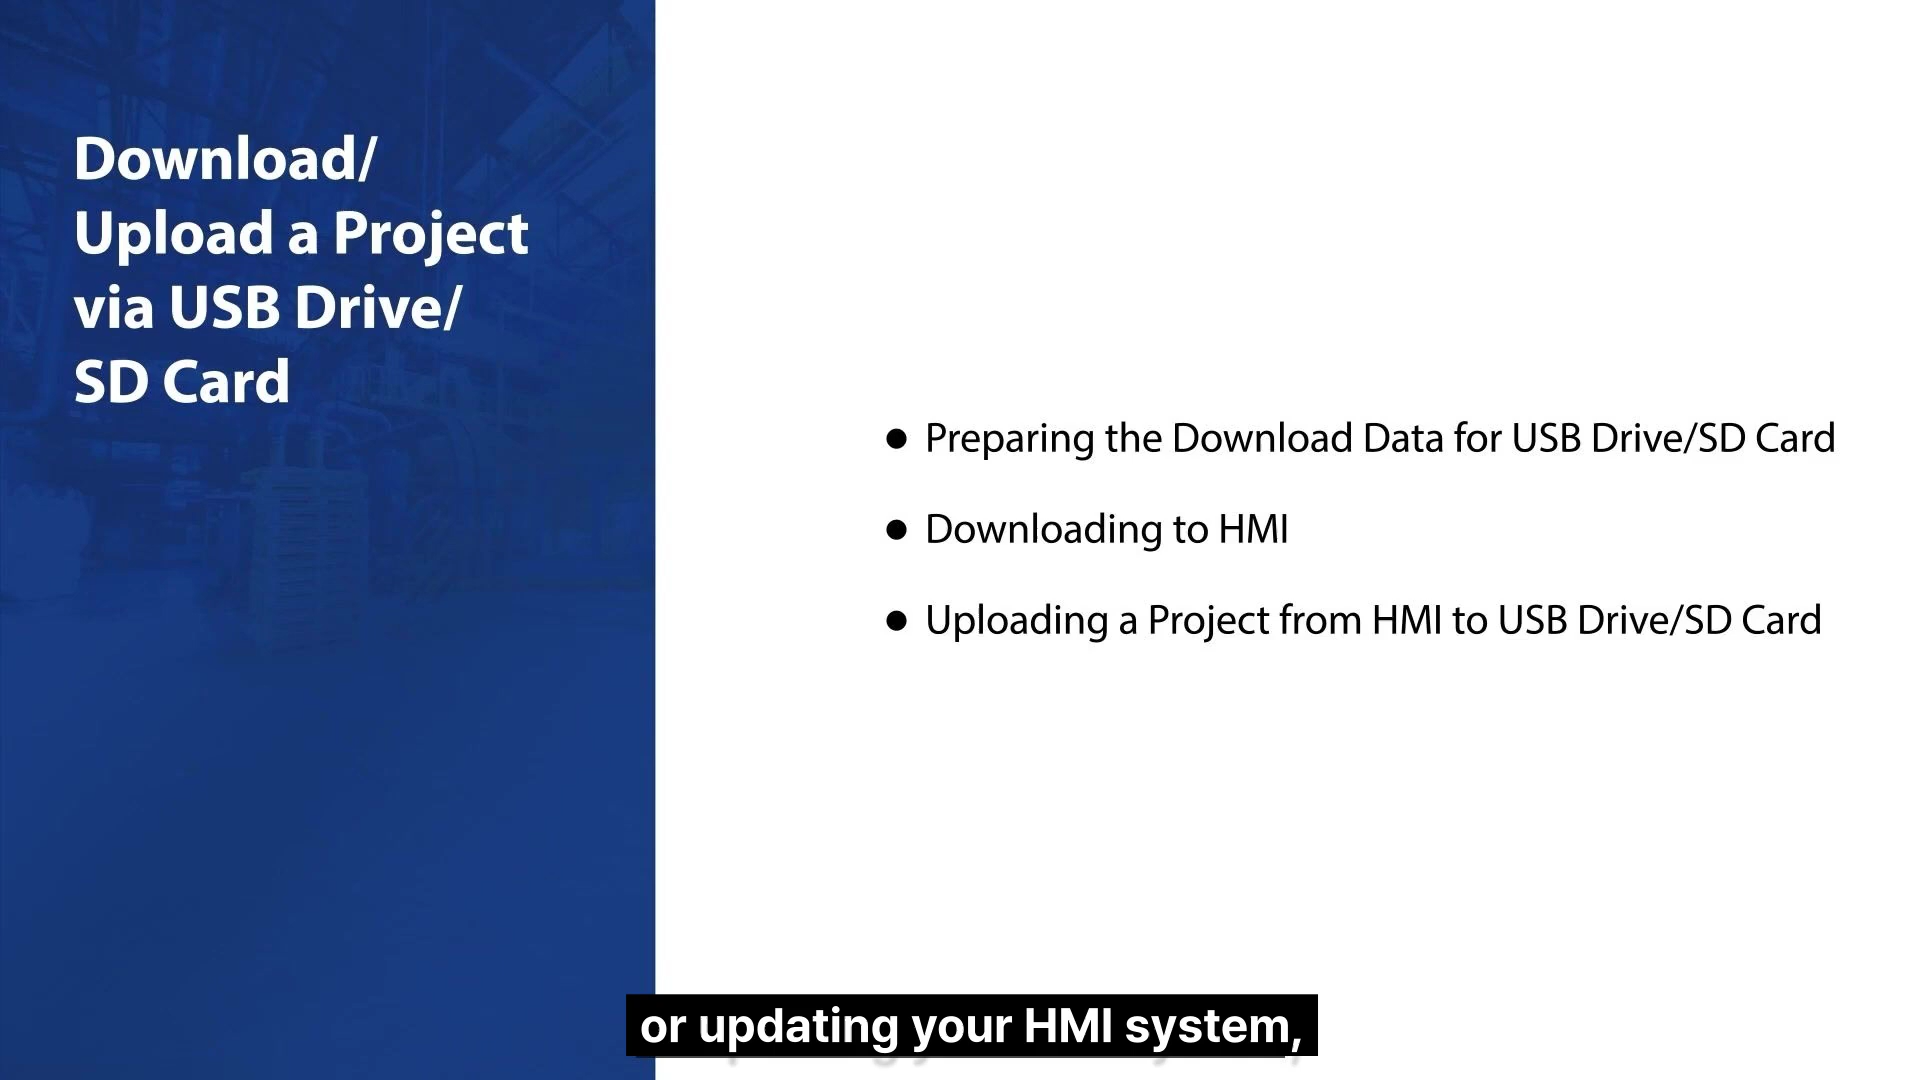 Download/
Upload a Project
via USB Drive/
SD Card
● Preparing the Download Data for USB Drive/SD Card
● Downloading to HMI
● Uploading a Project from HMI to USB Drive/SD Card
or updating your HMI system,